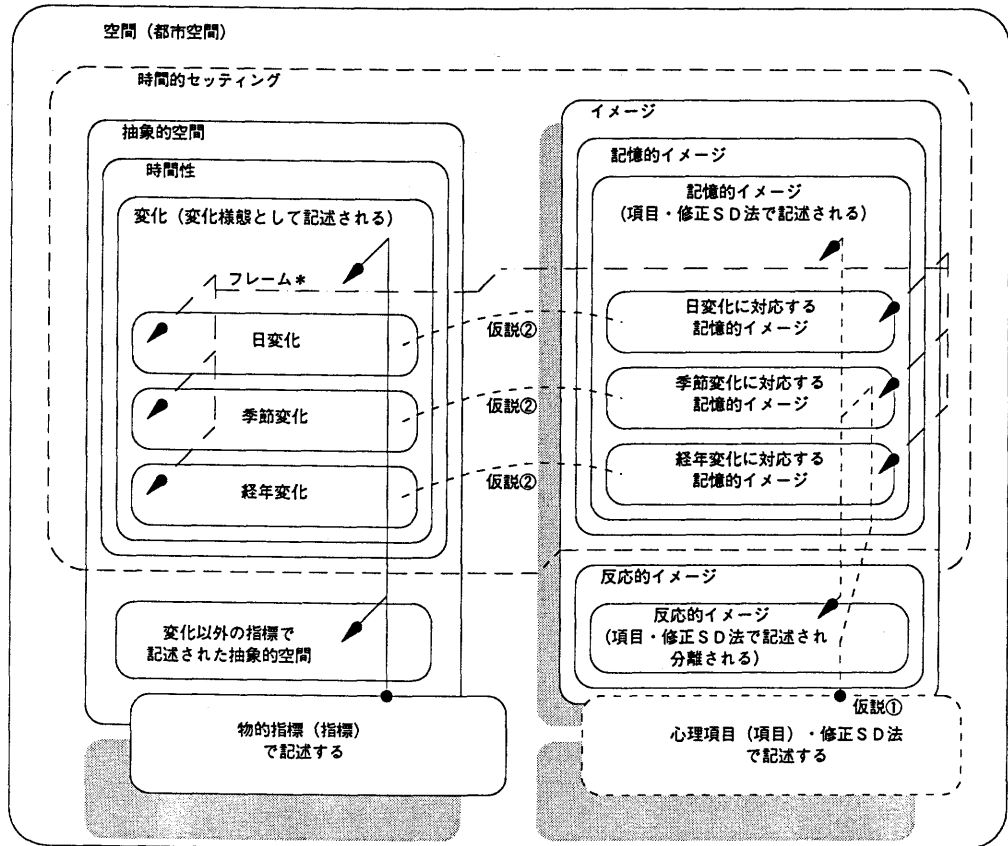 空間（都市空間）
時間的セッティング
抽象的空間
時間性
変化（変化様態として記述される）
フレーム＊
日変化
季節変化
経年変化
変化以外の指標で
記述された抽象的空間
物的指標（指標）
で記述する
仮説②
仮説②
仮説②
イメージ
記憶的イメージ
記憶的イメージ
（項目・修正ＳＤ法で記述される）
日変化に対応する
記憶的イメージ
季節変化に対応する
記憶的イメージ
経年変化に対応する
記憶的イメージ
反応的イメージ
反応的イメージ
（項目・修正ＳＤ法で記述され
分離される）
仮説①
心理項目（項目）・修正ＳＤ法
で記述する